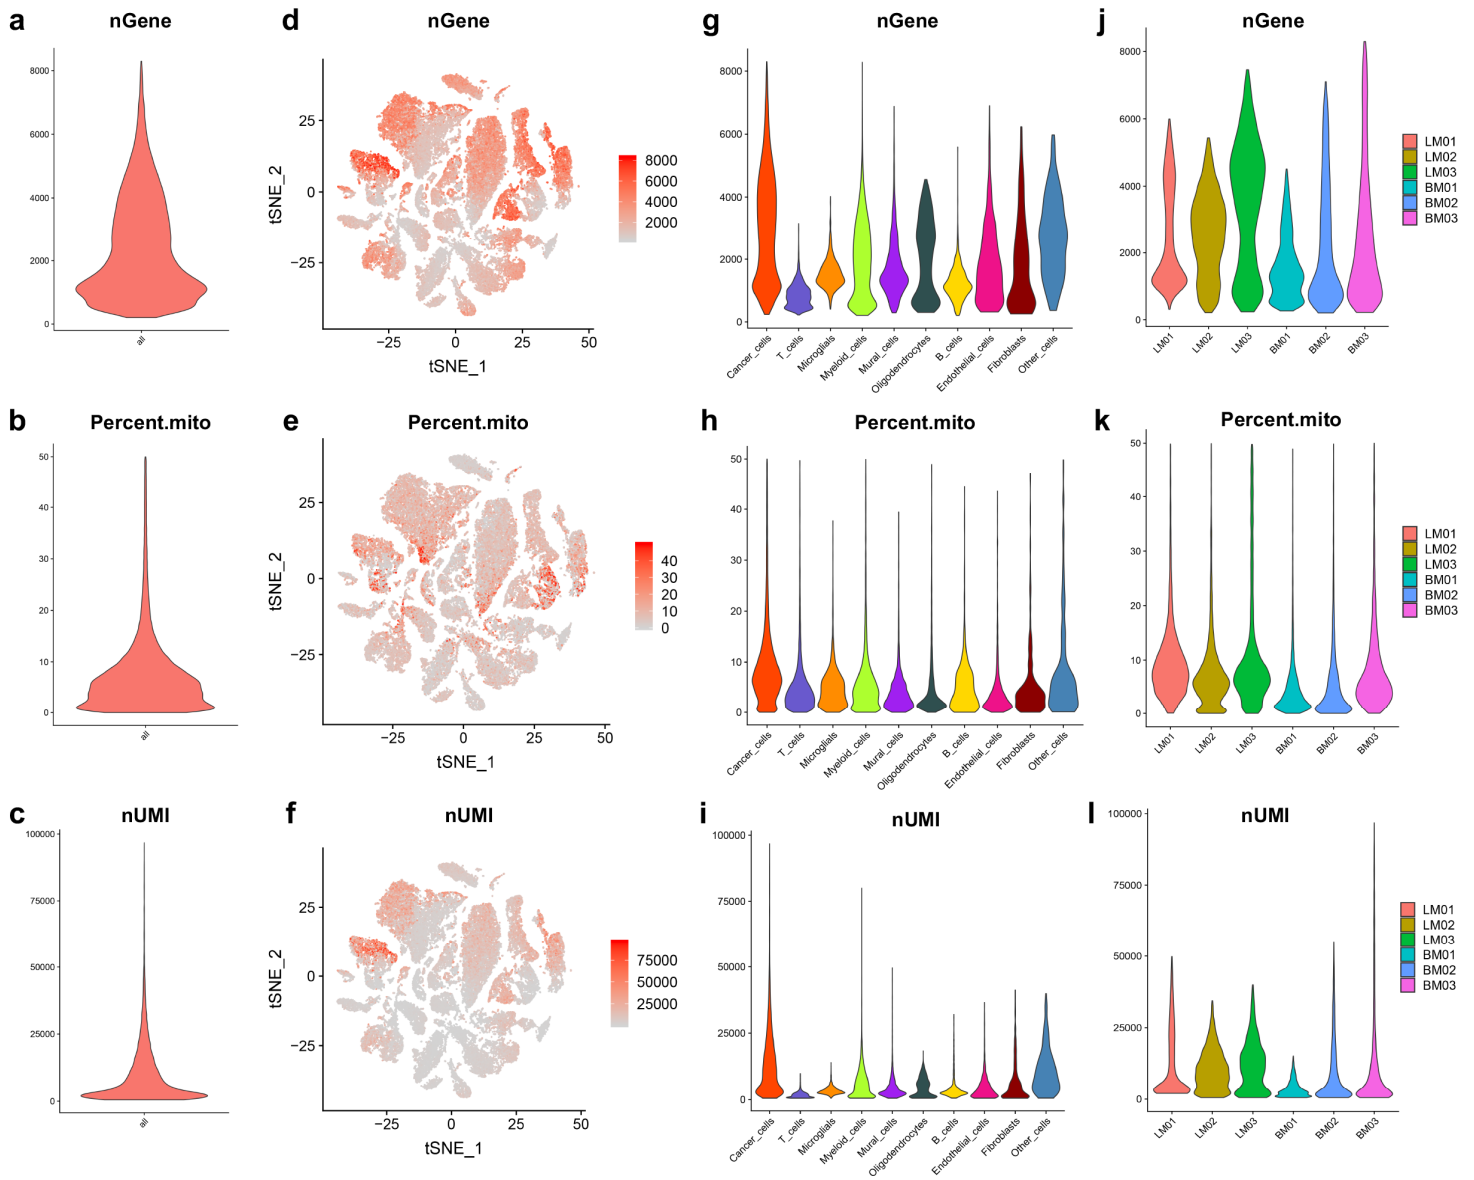 a
nGene
8000
6000
4000
2000
0
all
d
nGene
tSNE_2
25
0
−25
−25
0
25
50
tSNE_1
8000
6000
4000
2000
g
nGene
8000
6000
4000
2000
0
Cancer_cells
T_cells
Microglials
Myeloid_cells
Mural_cells
Oligodendrocytes
B_cells
Endothelial_cells
Fibroblasts
Other_cells
j
nGene
8000
6000
4000
2000
0
LM01
LM02
LM03
BM01
BM02
BM03
LM01
LM02
LM03
BM01
BM02
BM03
b
Percent.mito
50
40
30
20
10
0
all
e
Percent.mito
tSNE_2
25
0
−25
−25
0
25
50
tSNE_1
40
30
20
10
0
h
Percent.mito
50
40
30
20
10
0
Cancer_cells
T_cells
Microglials
Myeloid_cells
Mural_cells
Oligodendrocytes
B_cells
Endothelial_cells
Fibroblasts
Other_cells
k
Percent.mito
50
40
30
20
10
0
LM01
LM02
LM03
BM01
BM02
BM03
LM01
LM02
LM03
BM01
BM02
BM03
c
nUMI
100000
75000
50000
25000
0
all
f
nUMI
tSNE_2
25
0
−25
−25
0
25
50
tSNE_1
75000
50000
25000
i
nUMI
100000
75000
50000
25000
0
Cancer_cells
T_cells
Microglials
Myeloid_cells
Mural_cells
Oligodendrocytes
B_cells
Endothelial_cells
Fibroblasts
Other_cells
l
nUMI
100000
75000
50000
25000
0
LM01
LM02
LM03
BM01
BM02
BM03
LM01
LM02
LM03
BM01
BM02
BM03